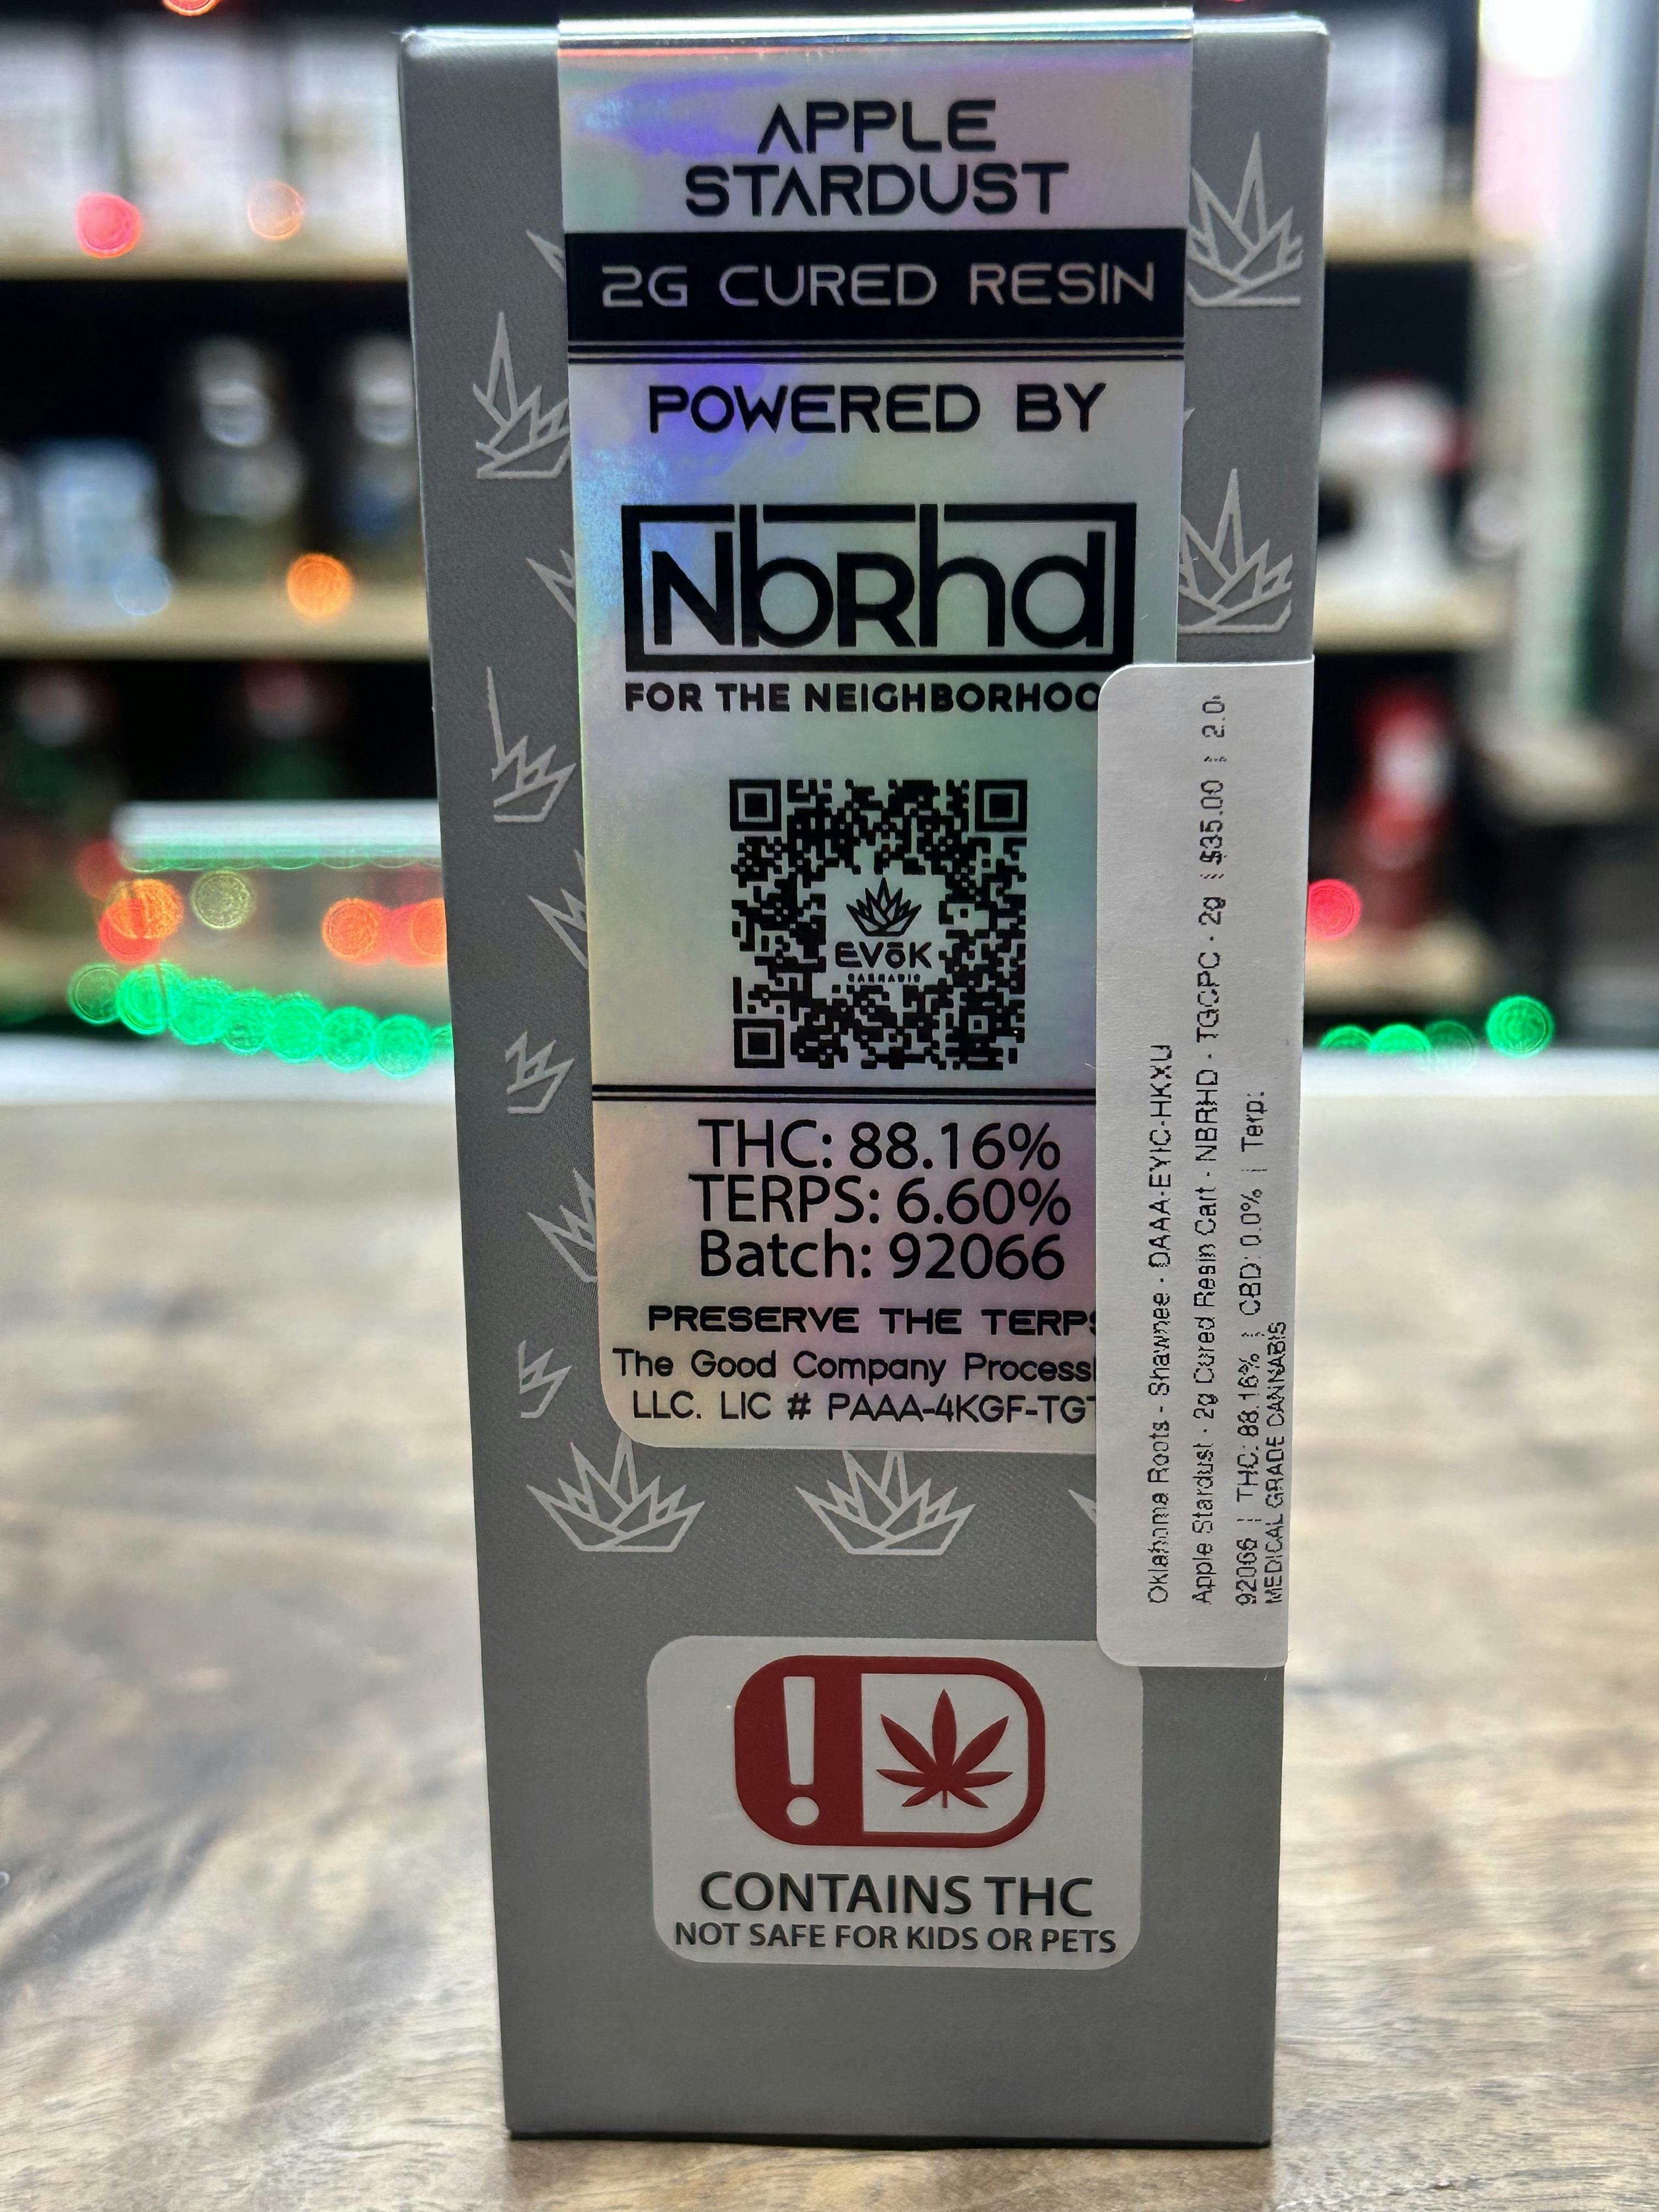 APPLE
STARDUST
2G CURED RESIN
POWERED BY
NbRhd
FOR THE NEIGHBORHOO
EVōK
CANNABIS
THC: 88.16%
TERPS: 6.60%
Batch: 92066
PRESERVE THE TERPS
The Good Company Process
LLC. LIC # PAAA-4KGF-TGT
Oklahoma Roots - Shawnee · DAAA-EYIC-HKXU
Apple Stardust · 2g Cured Resin Cart · NBRHD · TGCPC · 2g | $35.00 | 2.0
92066 | THC: 88.16% | CBD: 0.0% | Terp:
MEDICAL GRADE CANNABIS
!
CONTAINS THC
NOT SAFE FOR KIDS OR PETS